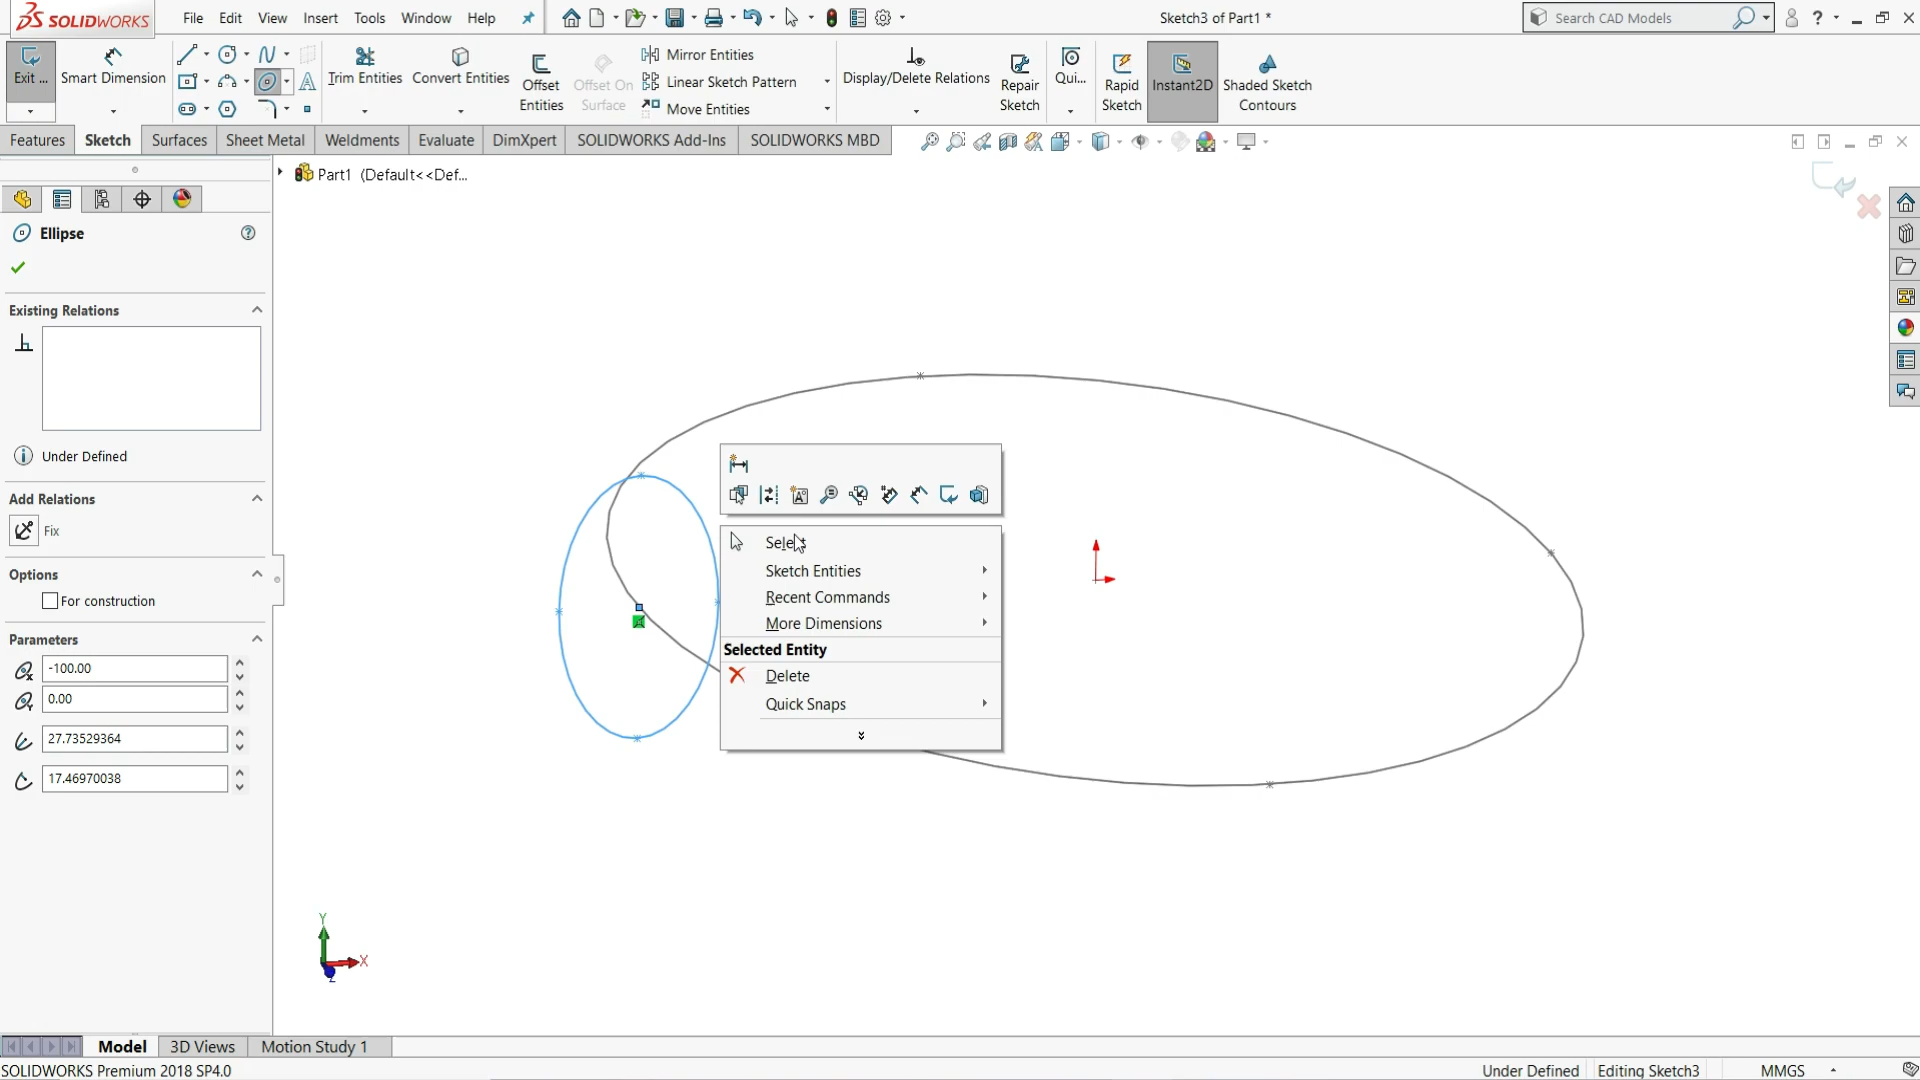 SOLIDWORKS
File Edit View Insert Tools Window Help
Sketch3 of Part1 *
Search CAD Models
Exit ...
Smart Dimension
Trim Entities
Convert Entities
Offset Entities
Offset On Surface
Mirror Entities
Linear Sketch Pattern
Move Entities
Display/Delete Relations
Repair Sketch
Qui...
Rapid Sketch
Instant2D
Shaded Sketch Contours
Features Sketch Surfaces Sheet Metal Weldments Evaluate DimXpert SOLIDWORKS Add-Ins SOLIDWORKS MBD
Part1 (Default<<Def...
Ellipse
Existing Relations
Under Defined
Add Relations
Fix
Options
For construction
Parameters
-100.00
0.00
27.73529364
17.46970038
Select
Sketch Entities
Recent Commands
More Dimensions
Selected Entity
Delete
Quick Snaps
Y
X
Z
Model 3D Views Motion Study 1
SOLIDWORKS Premium 2018 SP4.0
Under Defined Editing Sketch3 MMGS